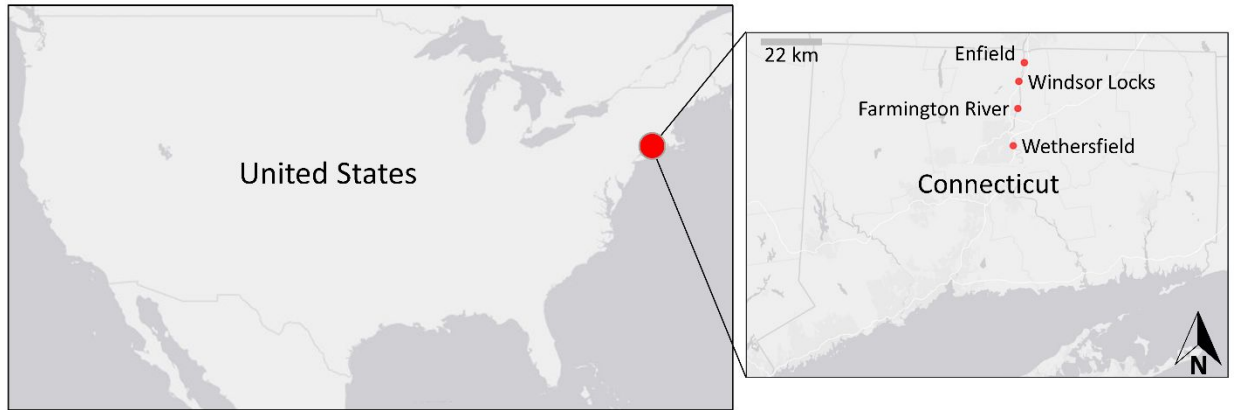 United States
22 km
Enfield
Windsor Locks
Farmington River
Wethersfield
Connecticut
N